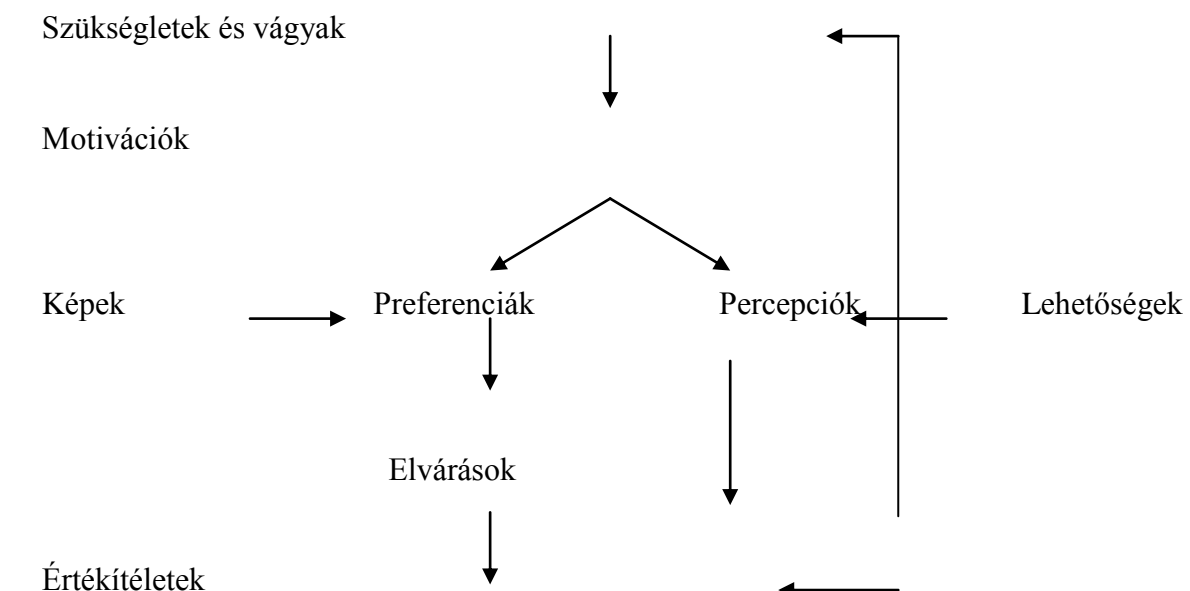 Szükségletek és vágyak
Motivációk
Képek Preferenciák Percepciók Lehetőségek
Elvárások
Értékítéletek